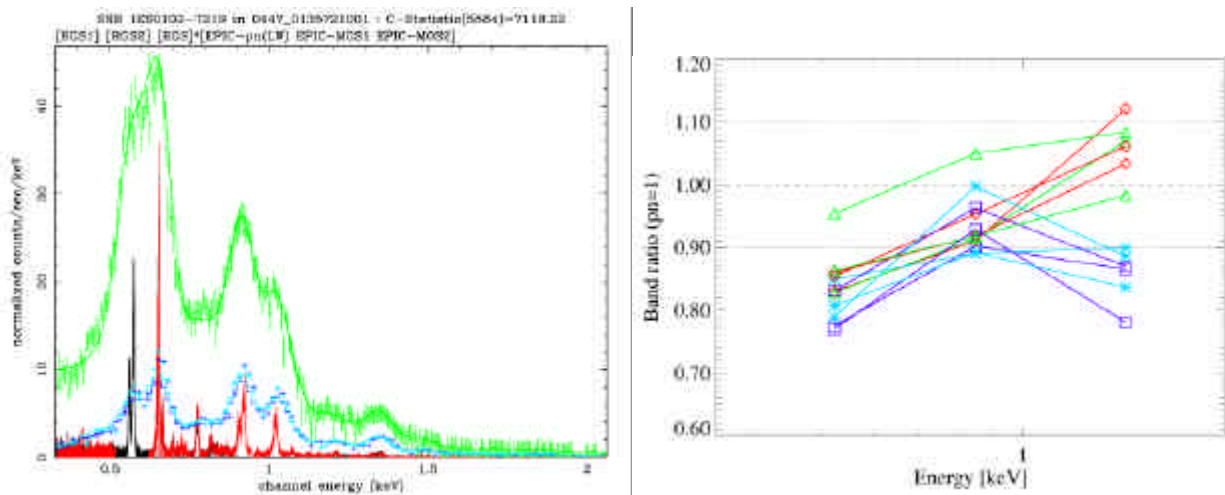 SNR 1ES0102-7219 in 0447_0135721001 : C-Statistic(5884)=7118.22
[RGS1] [RGS2] [RGS]*[EPIC-pn(LW) EPIC-MOS1 EPIC-MOS2]
normalized counts/sec/keV
40
30
20
10
0
0.5
1
1.5
2
channel energy (keV)
1.20
1.10
1.00
0.90
0.80
0.70
0.60
Band ratio (pn=1)
1
Energy [keV]